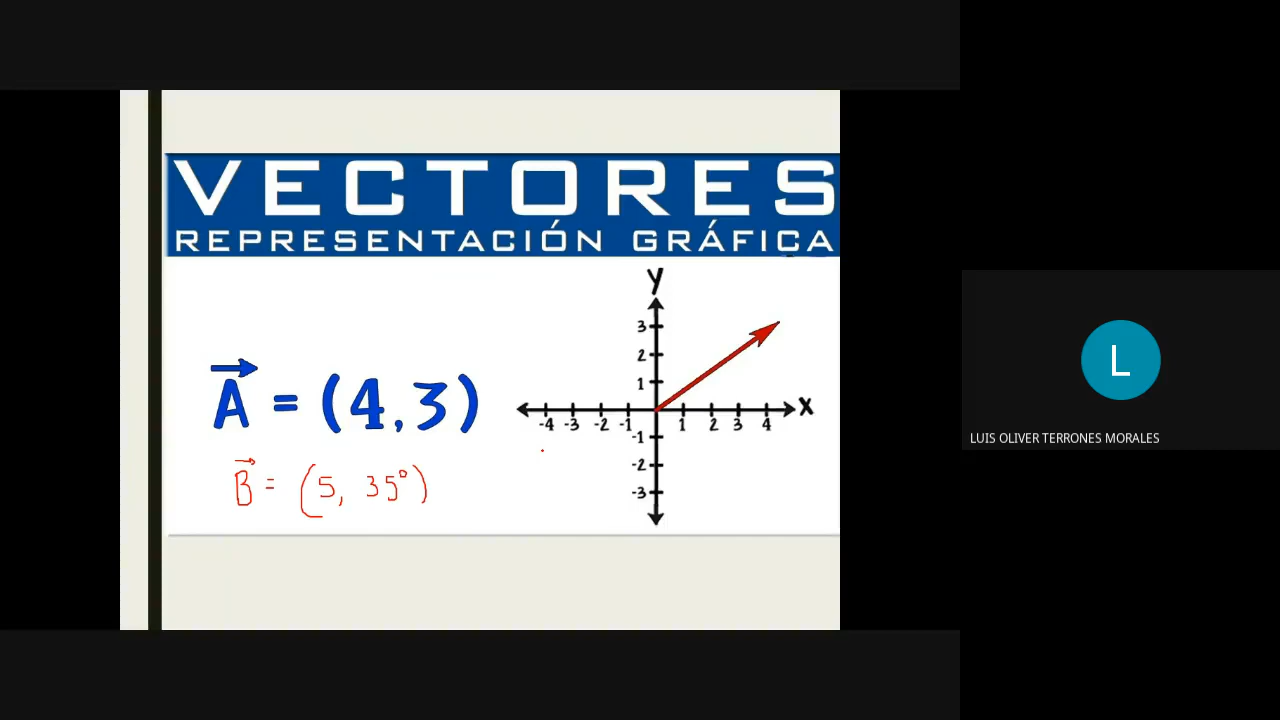 VECTORES
REPRESENTACIÓN GRÁFICA
y
3
2
1
-4 -3 -2 -1 1 2 3 4 x
-1
-2
-3
A = (4,3)
B = (5, 35°)
L
LUIS OLIVER TERRONES MORALES